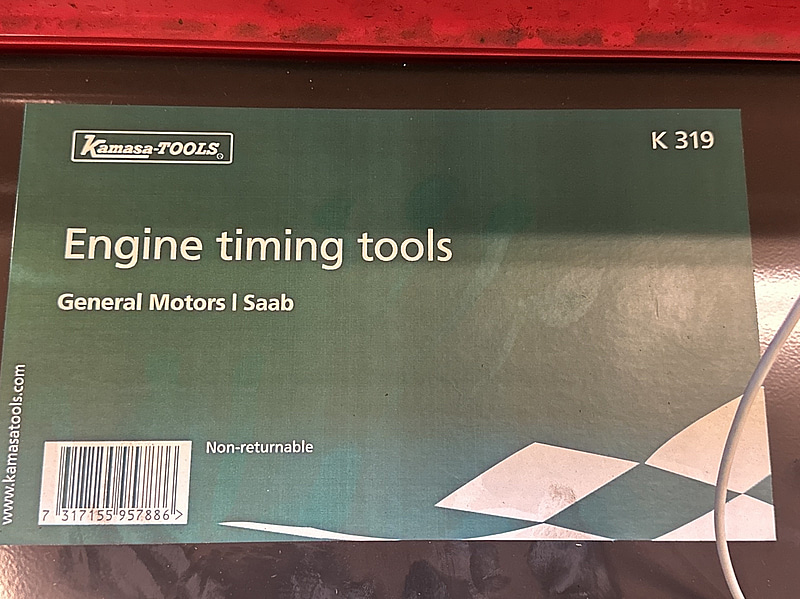 Kamasa-TOOLS®
K 319
Engine timing tools
General Motors | Saab
www.kamasatools.com
Non-returnable
7 317155 957886 >